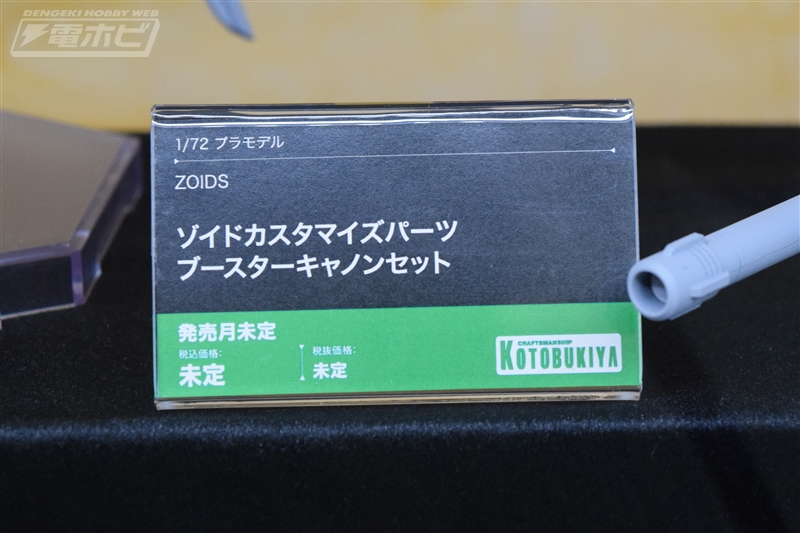 DENGEKI HOBBY WEB
電ホビ
1/72 プラモデル
ZOIDS
ゾイドカスタマイズパーツ
ブースターキャノンセット
発売月未定
税込価格:
未定
税抜価格:
未定
CRAFTSMANSHIP
KOTOBUKIYA